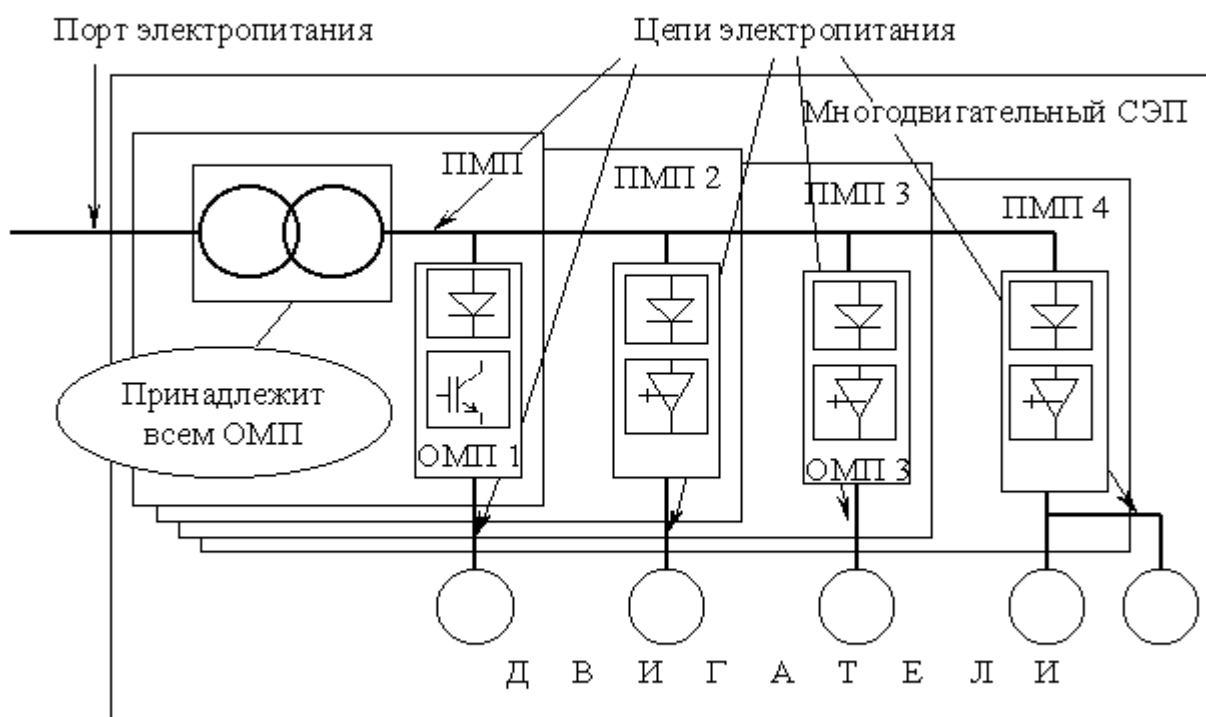 Порт электропитания
Цепи электропитания
Многодвигательный СЭП
ПМП
ПМП 2
ПМП 3
ПМП 4
Принадлежит
всем ОМП
ОМП 1
ОМП 3
Д В И Г А Т Е Л И